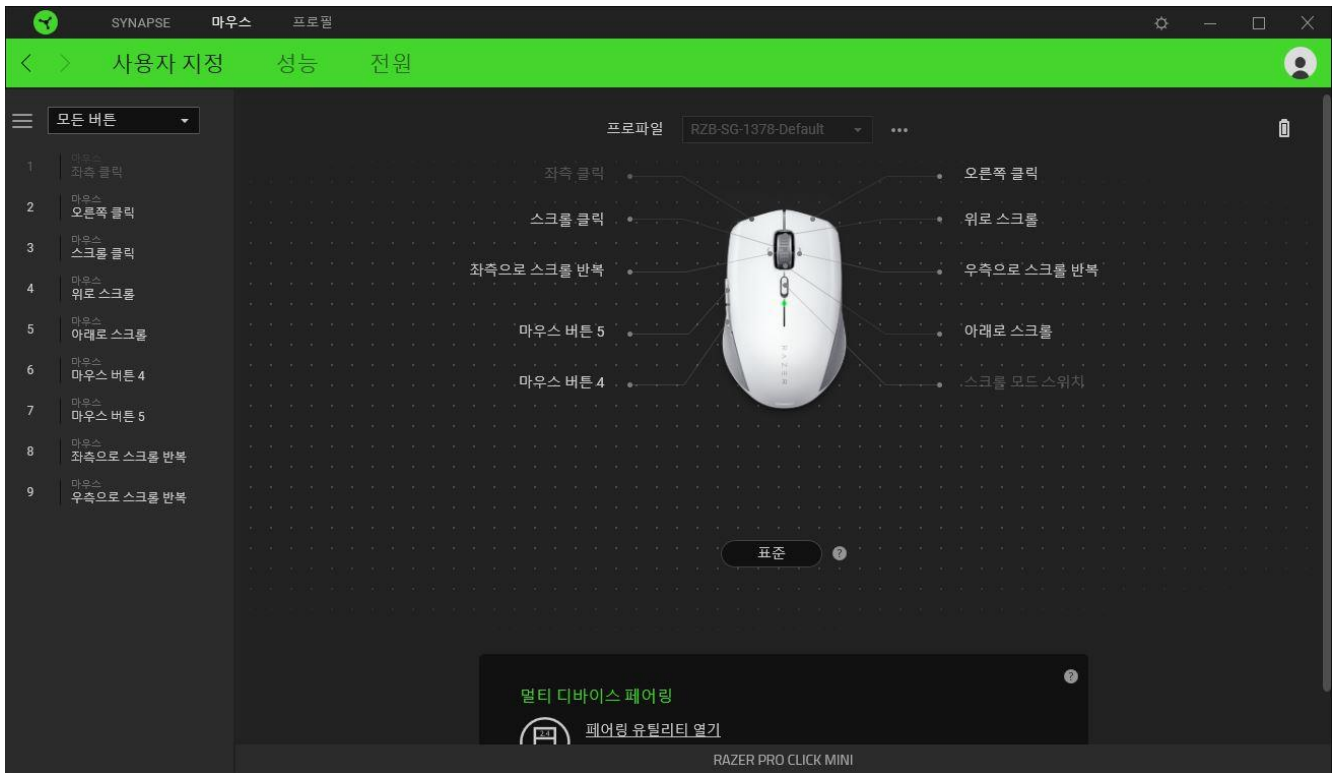 SYNAPSE 마우스 프로필
사용자 지정 성능 전원
모든 버튼
프로파일 RZB-SG-1378-Default
1 마우스
좌측 클릭
2 마우스
오른쪽 클릭
3 마우스
스크롤 클릭
4 마우스
위로 스크롤
5 마우스
아래로 스크롤
6 마우스
마우스 버튼 4
7 마우스
마우스 버튼 5
8 마우스
좌측으로 스크롤 반복
9 마우스
우측으로 스크롤 반복
좌측 클릭
스크롤 클릭
좌측으로 스크롤 반복
마우스 버튼 5
마우스 버튼 4
오른쪽 클릭
위로 스크롤
우측으로 스크롤 반복
아래로 스크롤
스크롤 모드 스위치
RAZER
표준 ?
?
멀티 디바이스 페어링
2.4
페어링 유틸리티 열기
RAZER PRO CLICK MINI